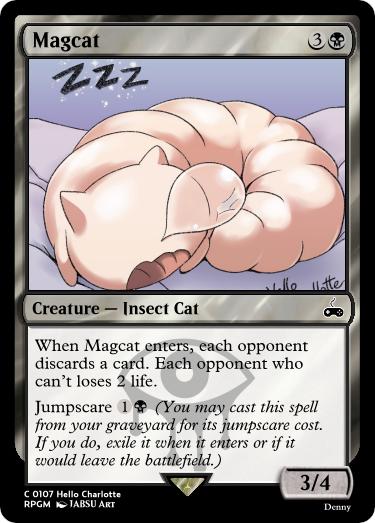 Magcat 3
ZZZ
Hello lotte
Creature — Insect Cat
When Magcat enters, each opponent
discards a card. Each opponent who
can't loses 2 life.
Jumpscare 1 (You may cast this spell
from your graveyard for its jumpscare cost.
If you do, exile it when it enters or if it
would leave the battlefield.)
3/4
C 0107 Hello Charlotte
RPGM JABSU ART
Denny